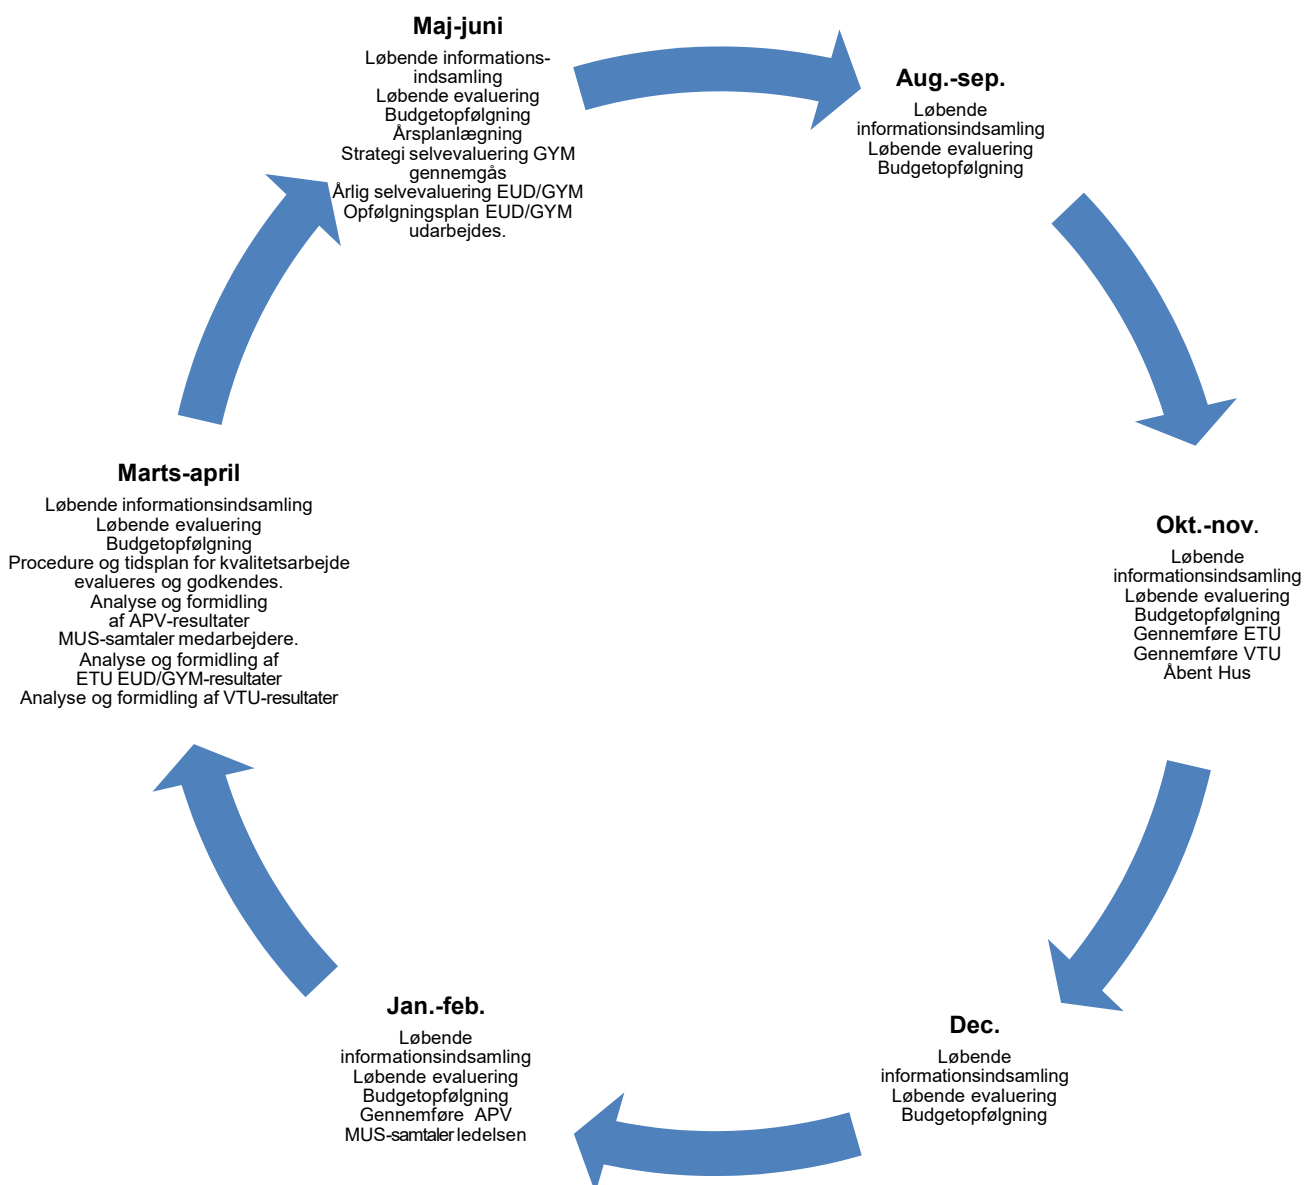 Maj-juni
Løbende informations-
indsamling
Løbende evaluering
Budgetopfølgning
Årsplanlægning
Strategi selvevaluering GYM
gennemgås
Årlig selvevaluering EUD/GYM
Opfølgningsplan EUD/GYM
udarbejdes.
Aug.-sep.
Løbende
informationsindsamling
Løbende evaluering
Budgetopfølgning
Okt.-nov.
Løbende
informationsindsamling
Løbende evaluering
Budgetopfølgning
Gennemføre ETU
Gennemføre VTU
Åbent Hus
Dec.
Løbende
informationsindsamling
Løbende evaluering
Budgetopfølgning
Jan.-feb.
Løbende
informationsindsamling
Løbende evaluering
Budgetopfølgning
Gennemføre APV
MUS-samtaler ledelsen
Marts-april
Løbende informationsindsamling
Løbende evaluering
Budgetopfølgning
Procedure og tidsplan for kvalitetsarbejde
evalueres og godkendes.
Analyse og formidling
af APV-resultater
MUS-samtaler medarbejdere.
Analyse og formidling af
ETU EUD/GYM-resultater
Analyse og formidling af VTU-resultater